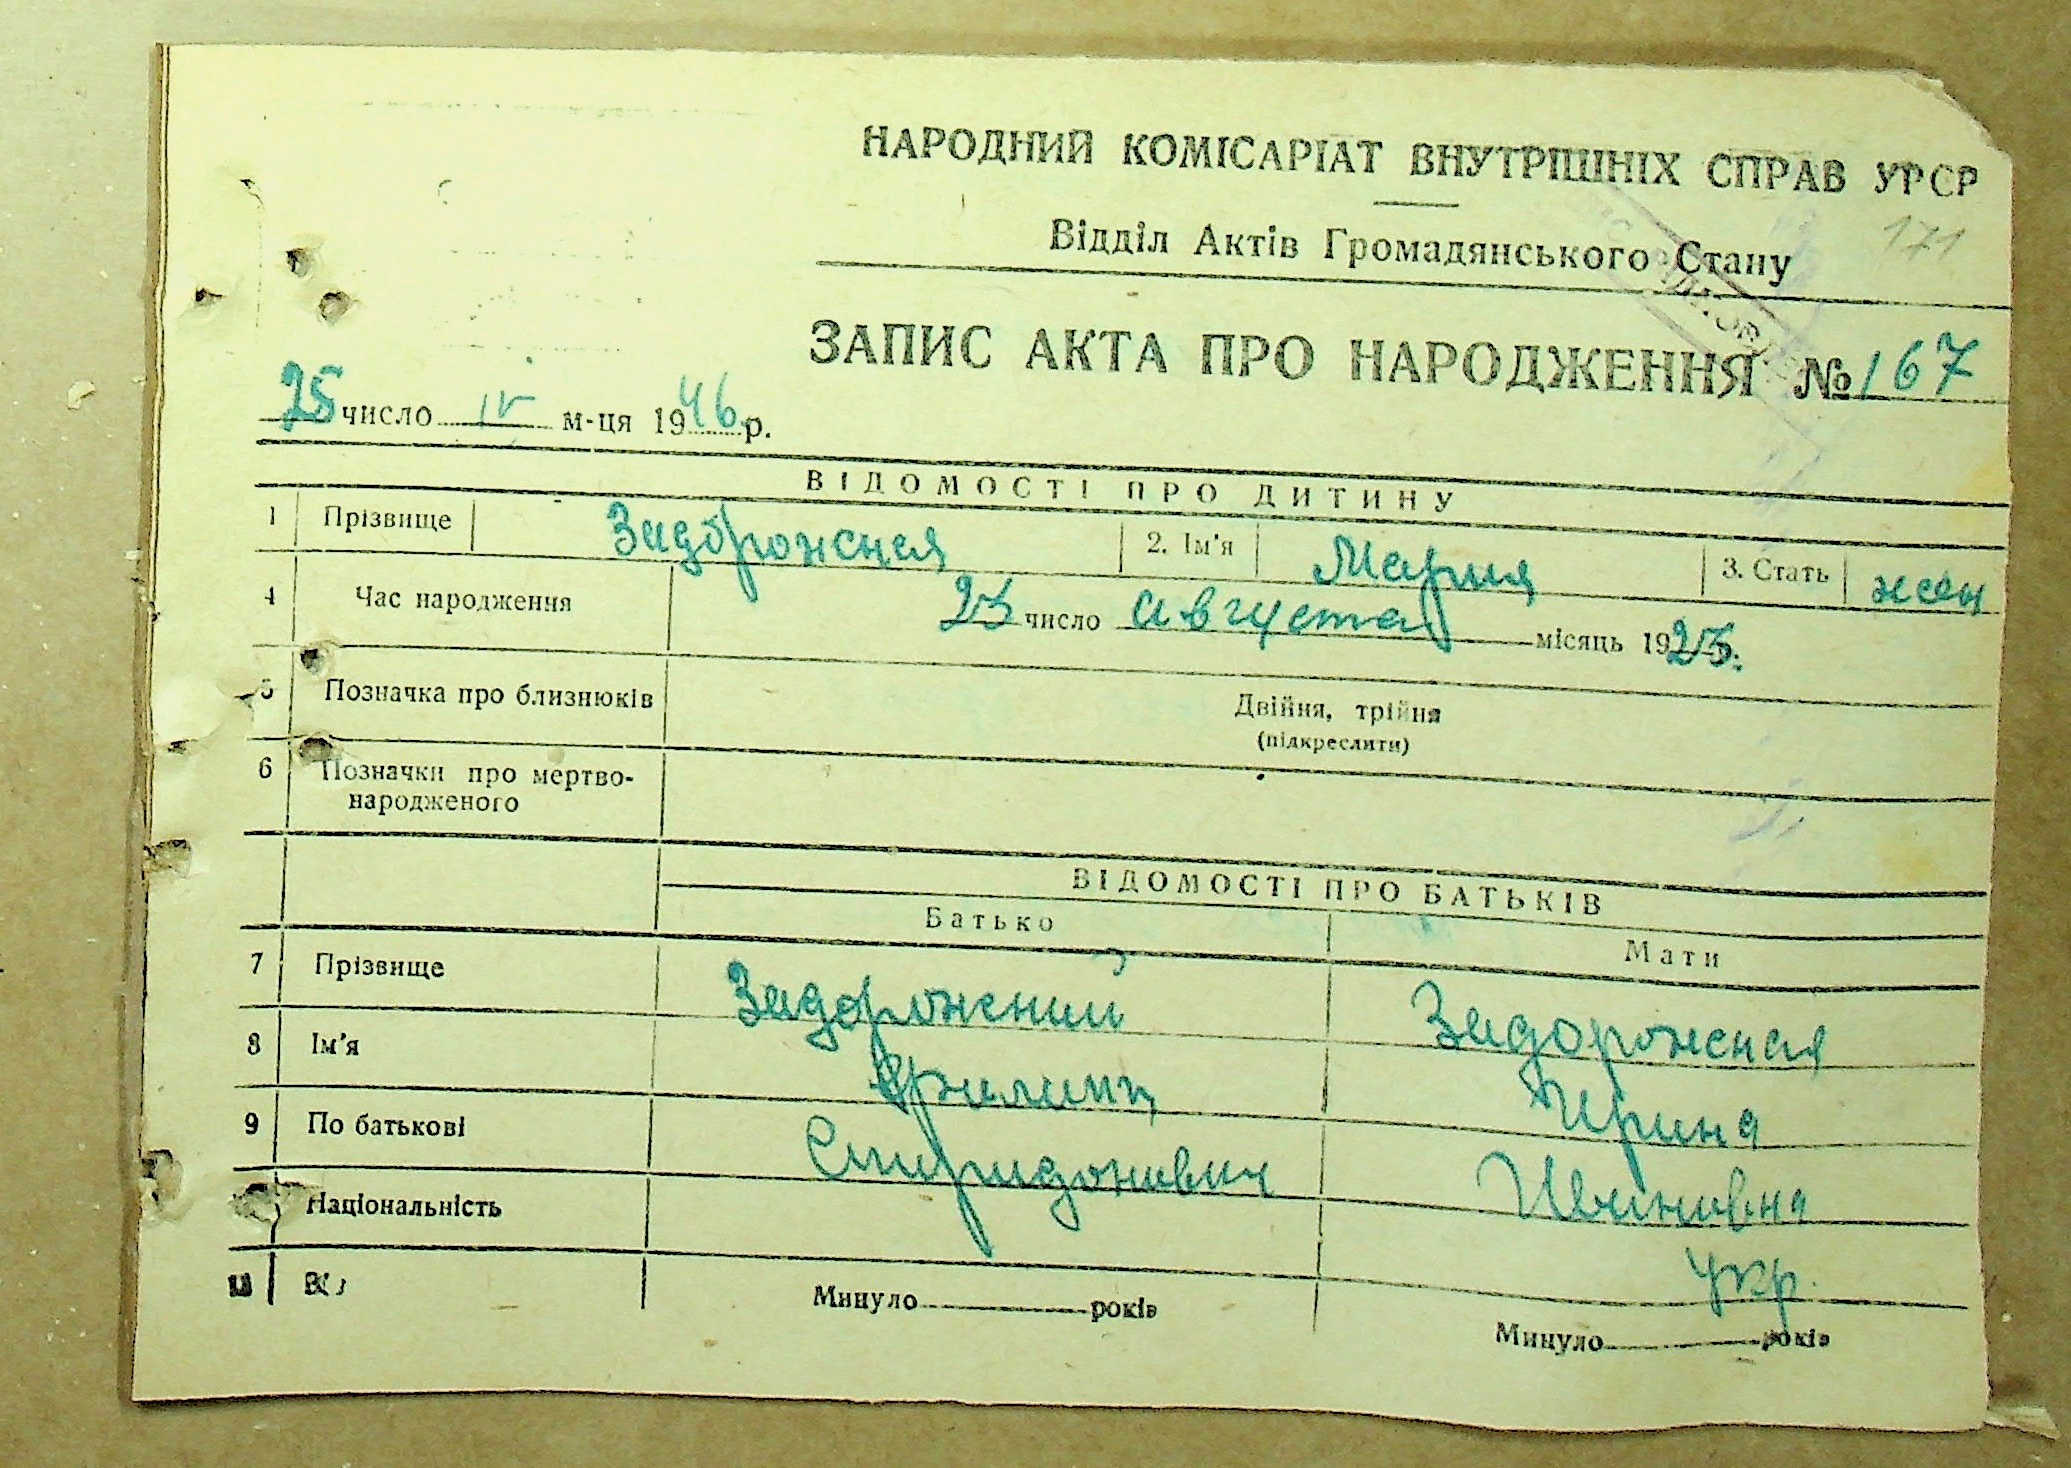 НАРОДНИЙ КОМІСАРІАТ ВНУТРІШНІХ СПРАВ УРСР
171
Відділ Актів Громадянського Стану
ЗАПИС АКТА ПРО НАРОДЖЕННЯ № 167
25 число IV м-ця 1946 р.
ВІДОМОСТІ ПРО ДИТИНУ
1 Прізвище Задорожная 2. Ім'я Мария 3. Стать жен
4 Час народження 23 число Августа місяць 1923.
5 Позначка про близнюків Двійня, трійня
(підкреслити)
6 Позначки про мертво-
народженого
ВІДОМОСТІ ПРО БАТЬКІВ
Батько Мати
7 Прізвище Задорожний Задорожная
8 Ім'я Филипп Ирина
9 По батькові Спиридонович Ивановна
Національність укр.
Минуло років Минуло років